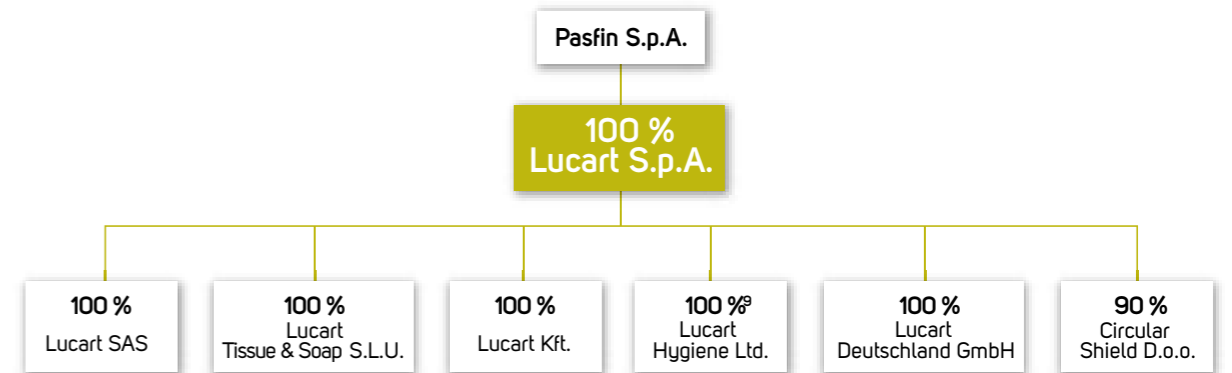 Pasfin S.p.A.
100 %
Lucart S.p.A.
100 %
Lucart SAS
100 %
Lucart
Tissue & Soap S.L.U.
100 %
Lucart Kft.
100 %⁹
Lucart
Hygiene Ltd.
100 %
Lucart
Deutschland GmbH
90 %
Circular
Shield D.o.o.